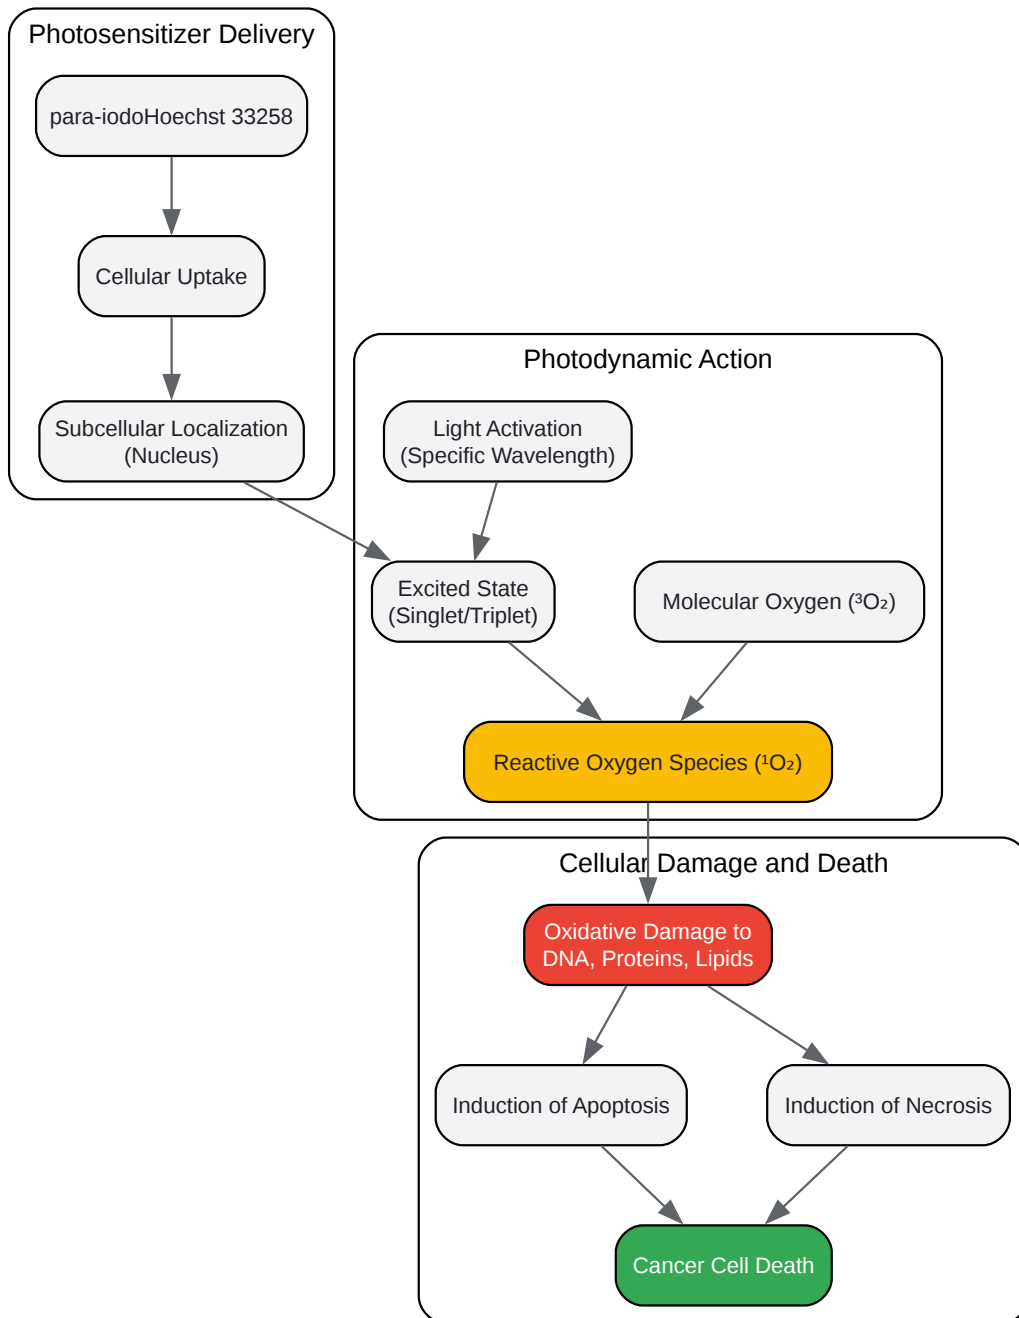 Photosensitizer Delivery
para-iodoHoechst 33258
Cellular Uptake
Subcellular Localization
(Nucleus)
Photodynamic Action
Light Activation
(Specific Wavelength)
Excited State
(Singlet/Triplet)
Molecular Oxygen (³O₂)
Reactive Oxygen Species (¹O₂)
Cellular Damage and Death
Oxidative Damage to
DNA, Proteins, Lipids
Induction of Apoptosis
Induction of Necrosis
Cancer Cell Death